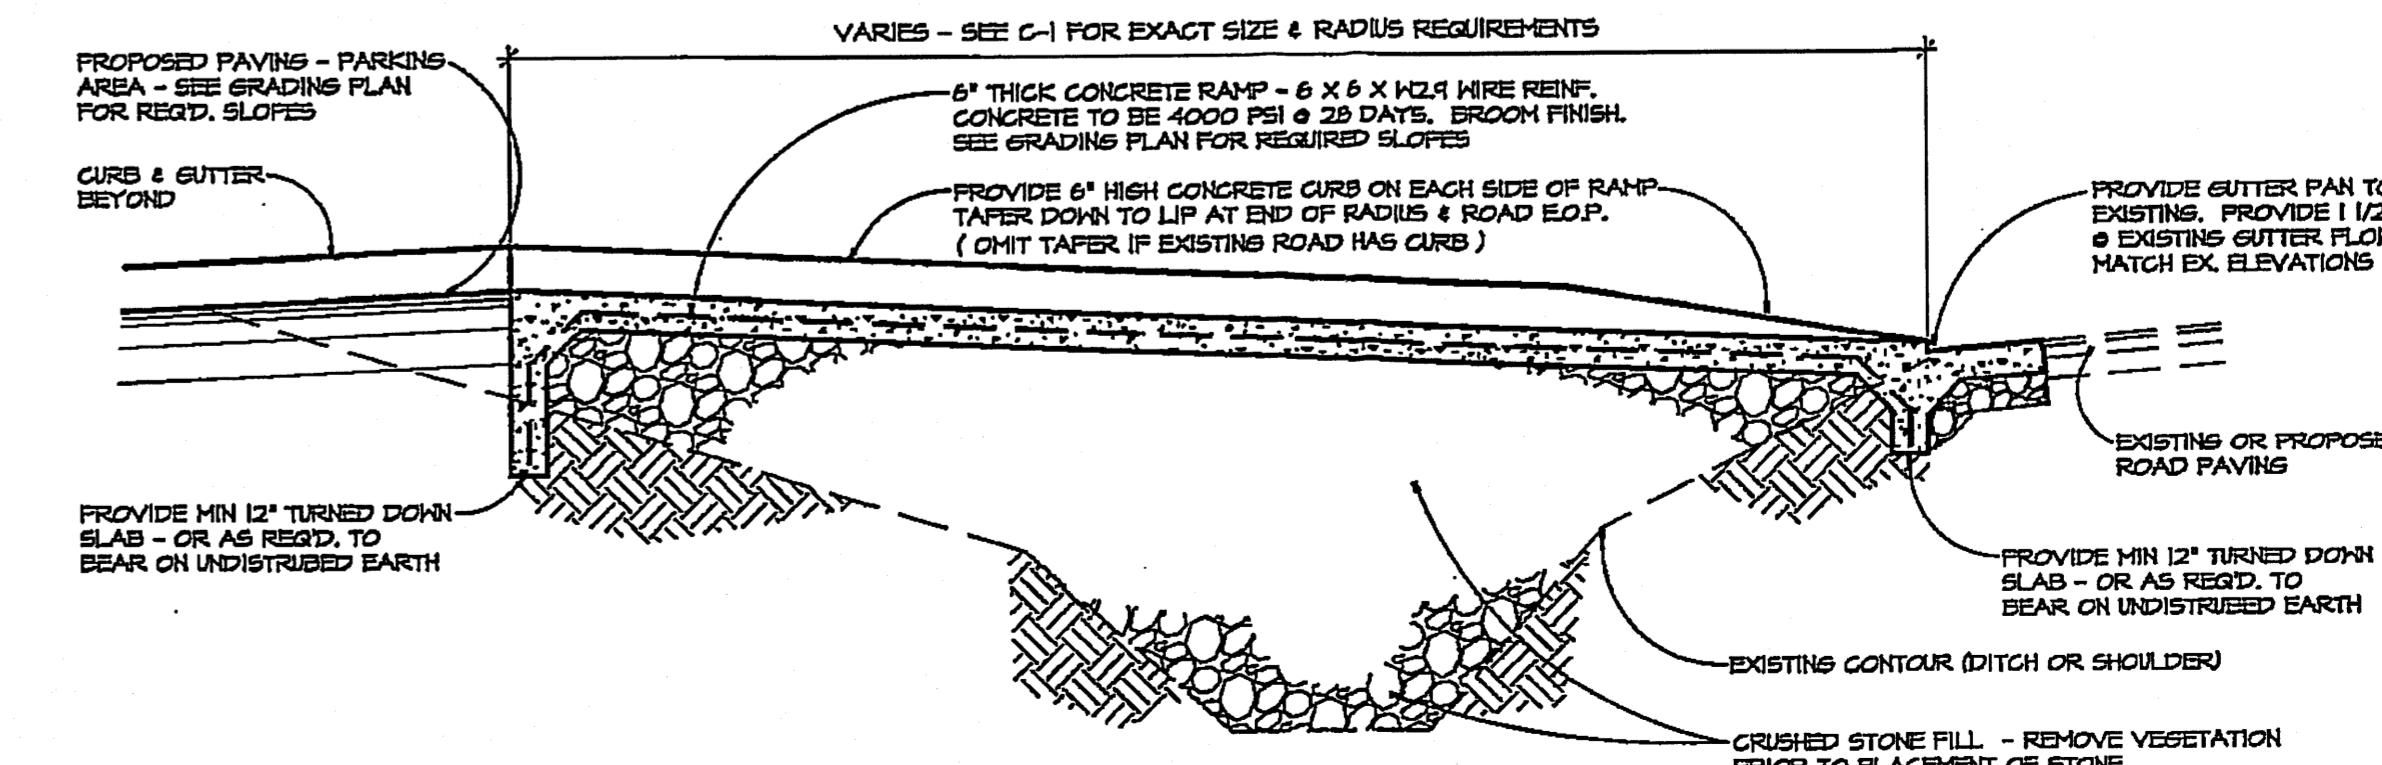 VARIES - SEE C-1 FOR EXACT SIZE & RADIUS REQUIREMENTS
PROPOSED PAVING - PARKING
AREA - SEE GRADING PLAN
FOR REQ'D. SLOPES
CURB & GUTTER
BEYOND
6" THICK CONCRETE RAMP - 6 X 6 X W2.9 WIRE REINF.
CONCRETE TO BE 4000 PSI @ 28 DAYS. BROOM FINISH.
SEE GRADING PLAN FOR REQUIRED SLOPES
PROVIDE 6" HIGH CONCRETE CURB ON EACH SIDE OF RAMP
TAPER DOWN TO LIP AT END OF RADIUS & ROAD E.O.P.
( OMIT TAPER IF EXISTING ROAD HAS CURB )
PROVIDE GUTTER PAN TO
EXISTING. PROVIDE 1 1/2
@ EXISTING GUTTER FLO
MATCH EX. ELEVATIONS
EXISTING OR PROPOSE
ROAD PAVING
PROVIDE MIN 12" TURNED DOWN
SLAB - OR AS REQ'D. TO
BEAR ON UNDISTRUBED EARTH
PROVIDE MIN 12" TURNED DOWN
SLAB - OR AS REQ'D. TO
BEAR ON UNDISTRUBED EARTH
EXISTING CONTOUR (DITCH OR SHOULDER)
CRUSHED STONE FILL - REMOVE VEGETATION
PRIOR TO PLACEMENT OF STONE